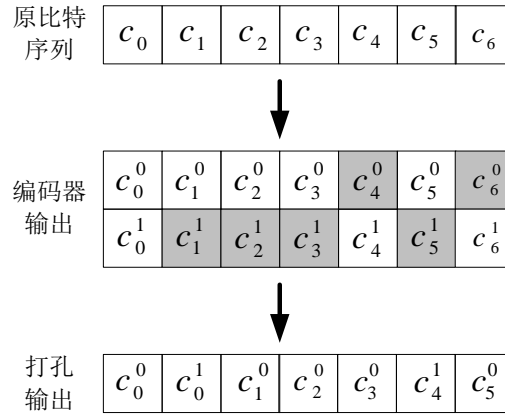 原比特
序列
c₀ c₁ c₂ c₃ c₄ c₅ c₆
编码器
输出
c₀⁰ c₁⁰ c₂⁰ c₃⁰ c₄⁰ c₅⁰ c₆⁰
c₀¹ c₁¹ c₂¹ c₃¹ c₄¹ c₅¹ c₆¹
打孔
输出
c₀⁰ c₀¹ c₁⁰ c₂⁰ c₃⁰ c₄¹ c₅⁰